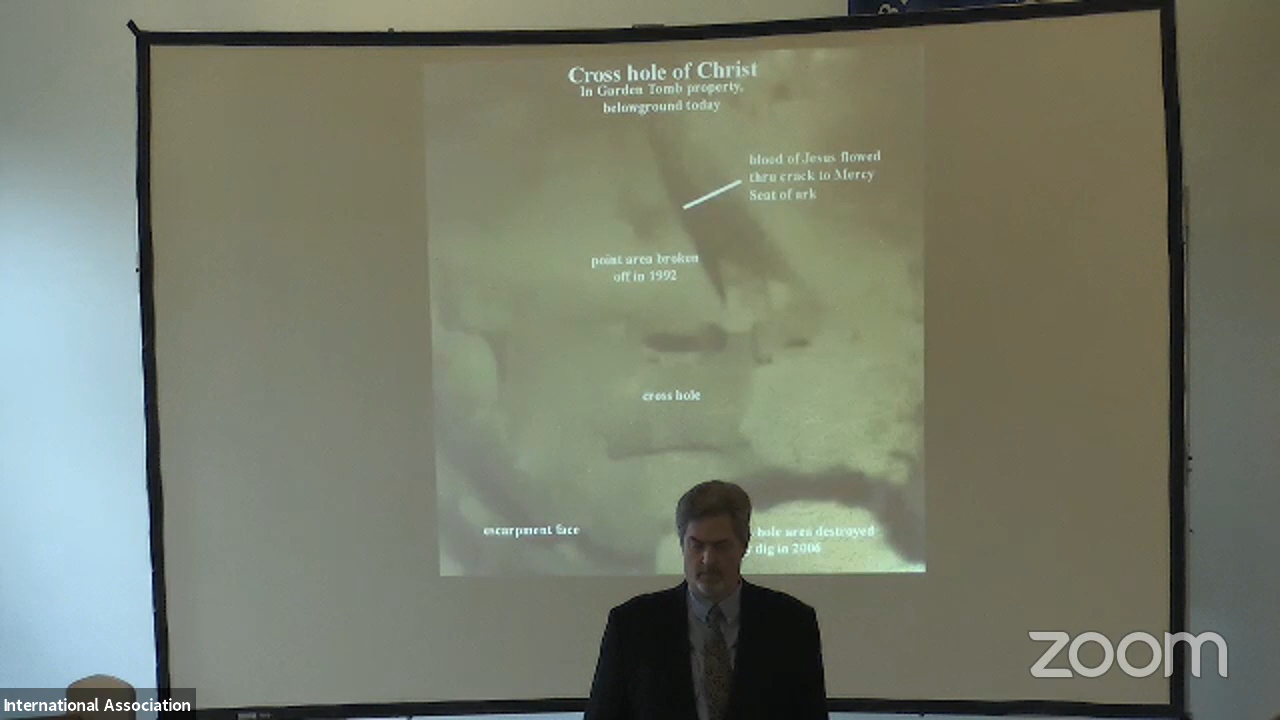 Cross hole of Christ
In Garden Tomb property,
belowground today
blood of Jesus flowed
thru crack to Mercy
Seat of ark
point area broken
off in 1992
cross hole
escarpment face
hole area destroyed
dig in 2006
zoom
International Association